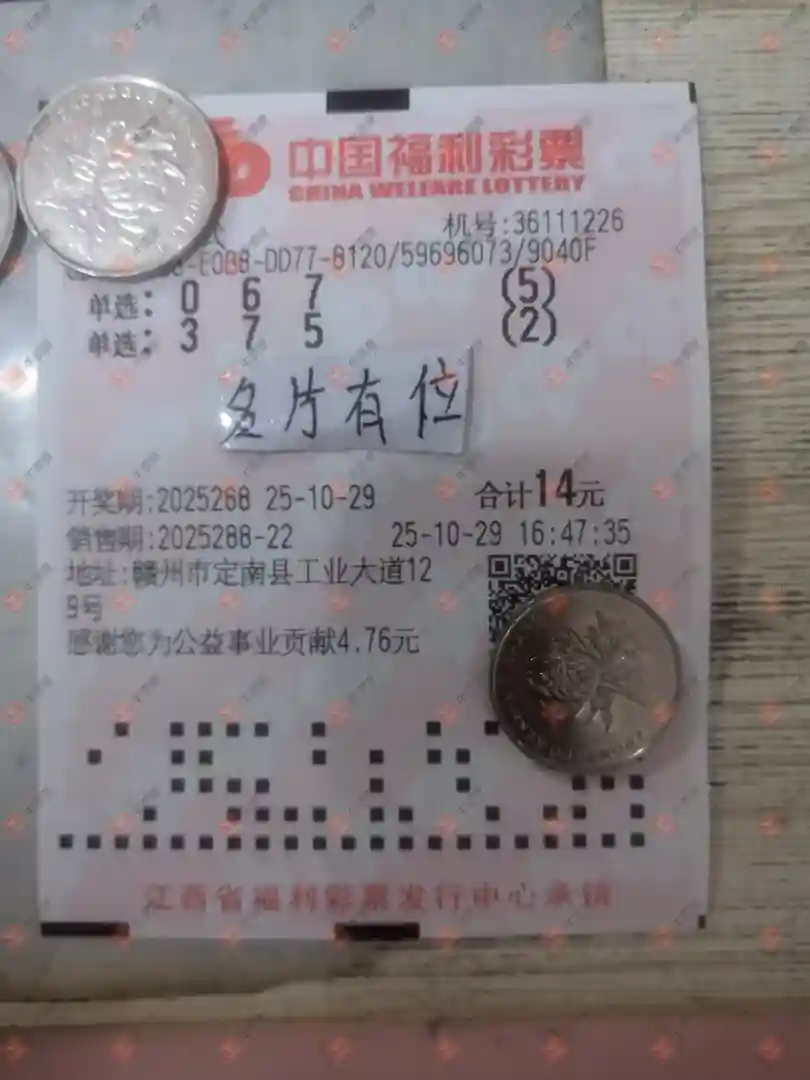 中国福利彩票
CHINA WELFARE LOTTERY
机号:36111226
-E0B8-DD77-B120/59696073/9040F
单选: 0 6 7 (5)
单选: 3 7 5 (2)
名片有位
开奖期:2025288 25-10-29 合计14元
销售期:2025288-22 25-10-29 16:47:35
地址:赣州市定南县工业大道12
9号
感谢您为公益事业贡献4.76元
江西省福利彩票发行中心承销